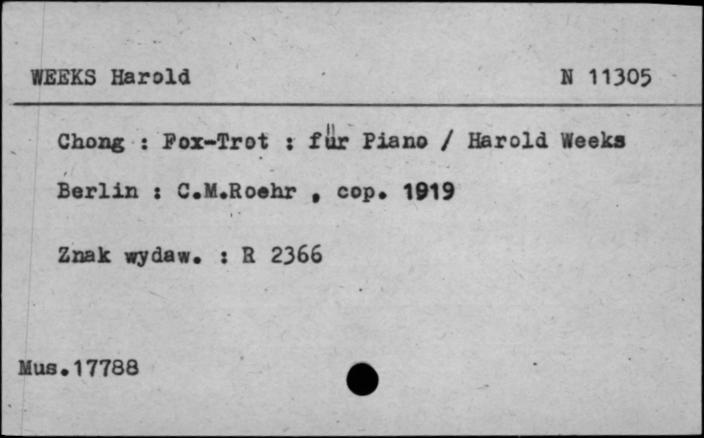 WEEKS Harold N 11305
Chong : Fox-Trot : für Piano / Harold Weeks
Berlin : C.M.Roehr , cop. 1919
Znak wydaw. : R 2366
Mus.17788